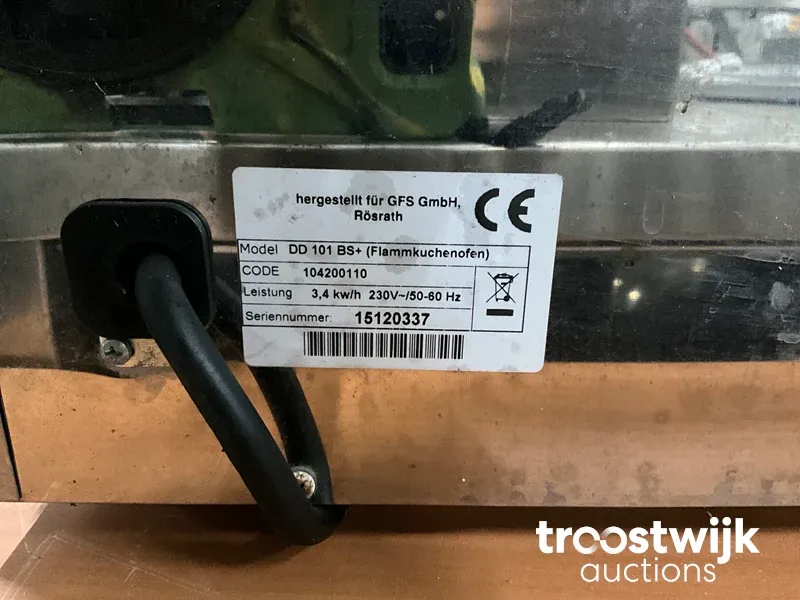 hergestellt für GFS GmbH,
Rösrath
CE
Model DD 101 BS+ (Flammkuchenofen)
CODE 104200110
Leistung 3,4 kw/h 230V~/50-60 Hz
Seriennummer: 15120337
troostwijk
auctions